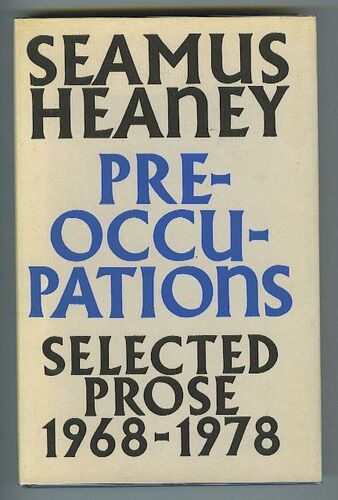 SEAMUS
HEANEY
PRE-
OCCU-
PATIONS
SELECTED
PROSE
1968-1978